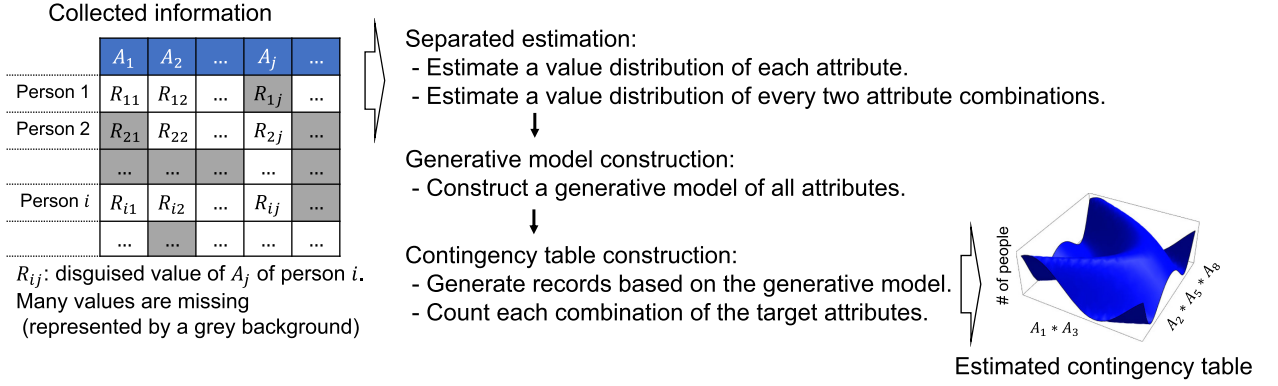 Collected information
A₁ A₂ ... Aⱼ ...
Person 1 R₁₁ R₁₂ ... R₁ⱼ ...
Person 2 R₂₁ R₂₂ ... R₂ⱼ ...
... ... ... ... ...
Person i Rᵢ₁ Rᵢ₂ ... Rᵢⱼ ...
... ... ... ... ...
Rᵢⱼ: disguised value of Aⱼ of person i.
Many values are missing
(represented by a grey background)
Separated estimation:
- Estimate a value distribution of each attribute.
- Estimate a value distribution of every two attribute combinations.
Generative model construction:
- Construct a generative model of all attributes.
Contingency table construction:
- Generate records based on the generative model.
- Count each combination of the target attributes.
# of people
A₁ * A₃
A₂ * A₅ * A₈
Estimated contingency table